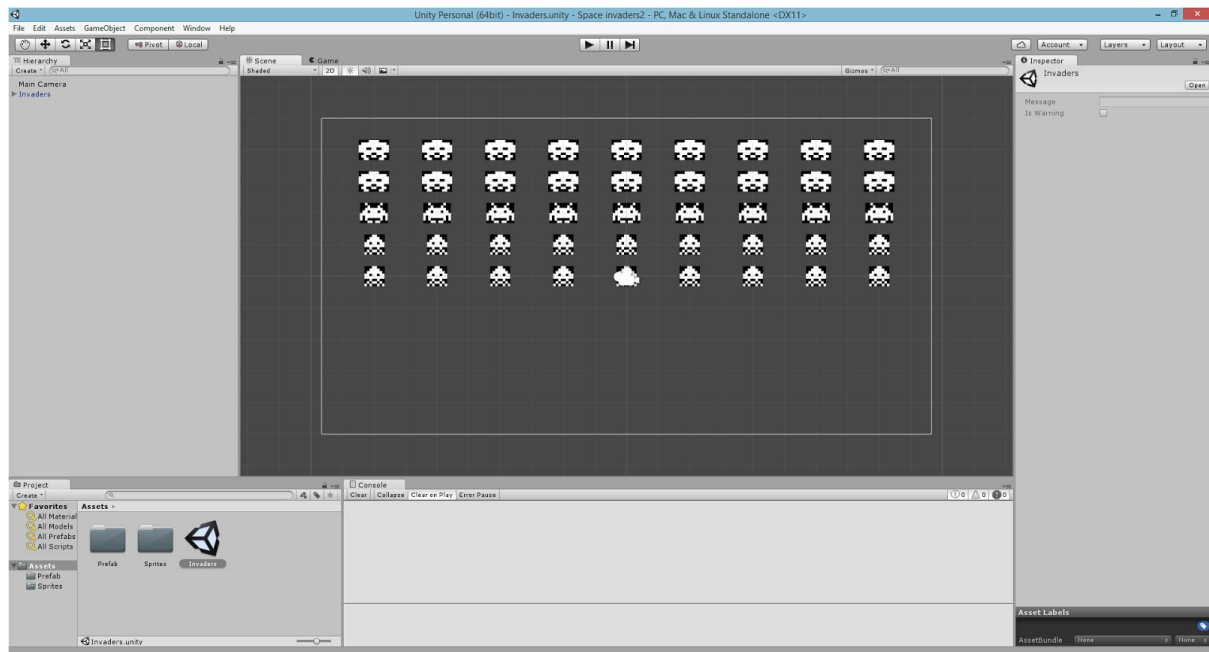 Unity Personal (64bit) - Invaders.unity - Space invaders2 - PC, Mac & Linux Standalone <DX11>
File Edit Assets GameObject Component Window Help
Pivot Local
Account Layers Layout
Hierarchy
Create All
Main Camera
Invaders
Scene Game
Shaded 2D Gizmos All
Inspector
Invaders
Open
Message
Is Warning
Project
Create
Favorites
All Material
All Models
All Prefabs
All Scripts
Assets
Prefab
Sprites
Assets
Prefab Sprites Invaders
Invaders.unity
Console
Clear Collapse Clear on Play Error Pause
0 0 0
Asset Labels
AssetBundle None None